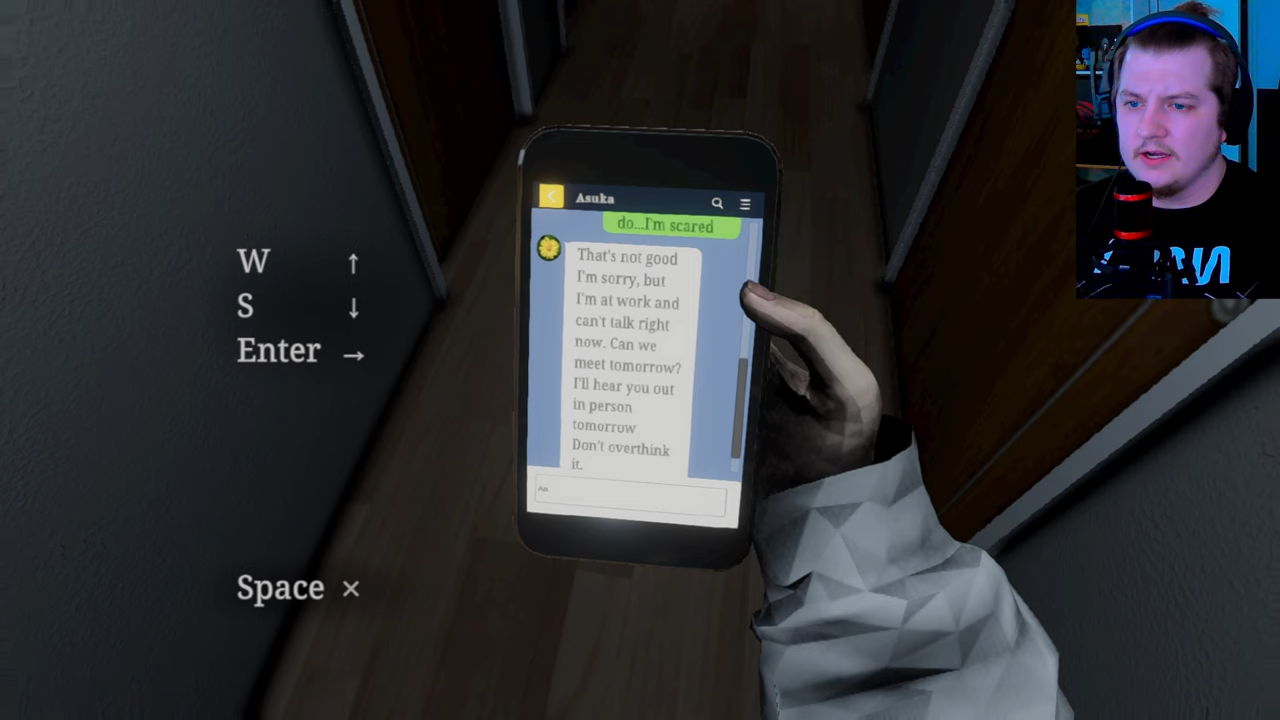 Asuka
do...I'm scared
That's not good
I'm sorry, but
I'm at work and
can't talk right
now. Can we
meet tomorrow?
I'll hear you out
in person
tomorrow
Don't overthink
it.
Aa
W ↑
S ↓
Enter →
Space ×